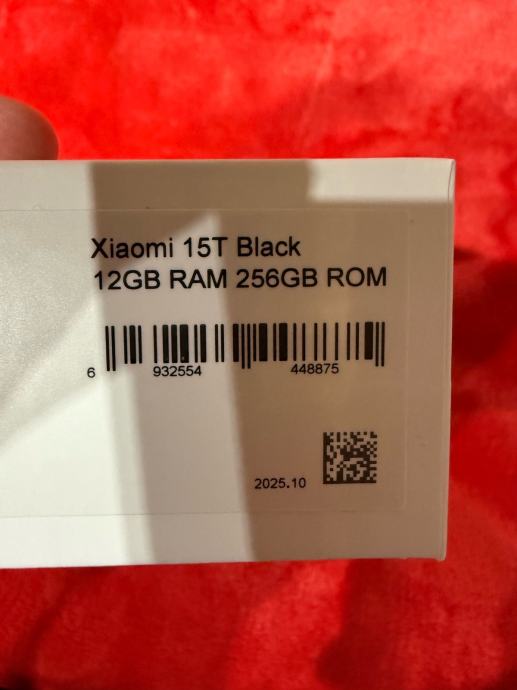 Xiaomi 15T Black
12GB RAM 256GB ROM
6 932554 448875
2025.10